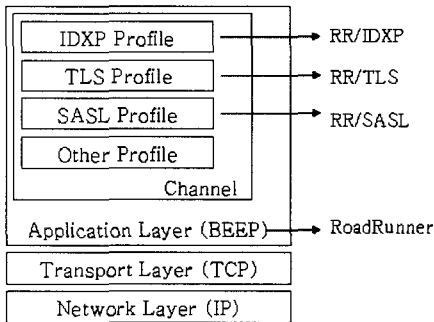 IDXP Profile RR/IDXP
TLS Profile RR/TLS
SASL Profile RR/SASL
Other Profile
Channel
Application Layer (BEEP) RoadRunner
Transport Layer (TCP)
Network Layer (IP)